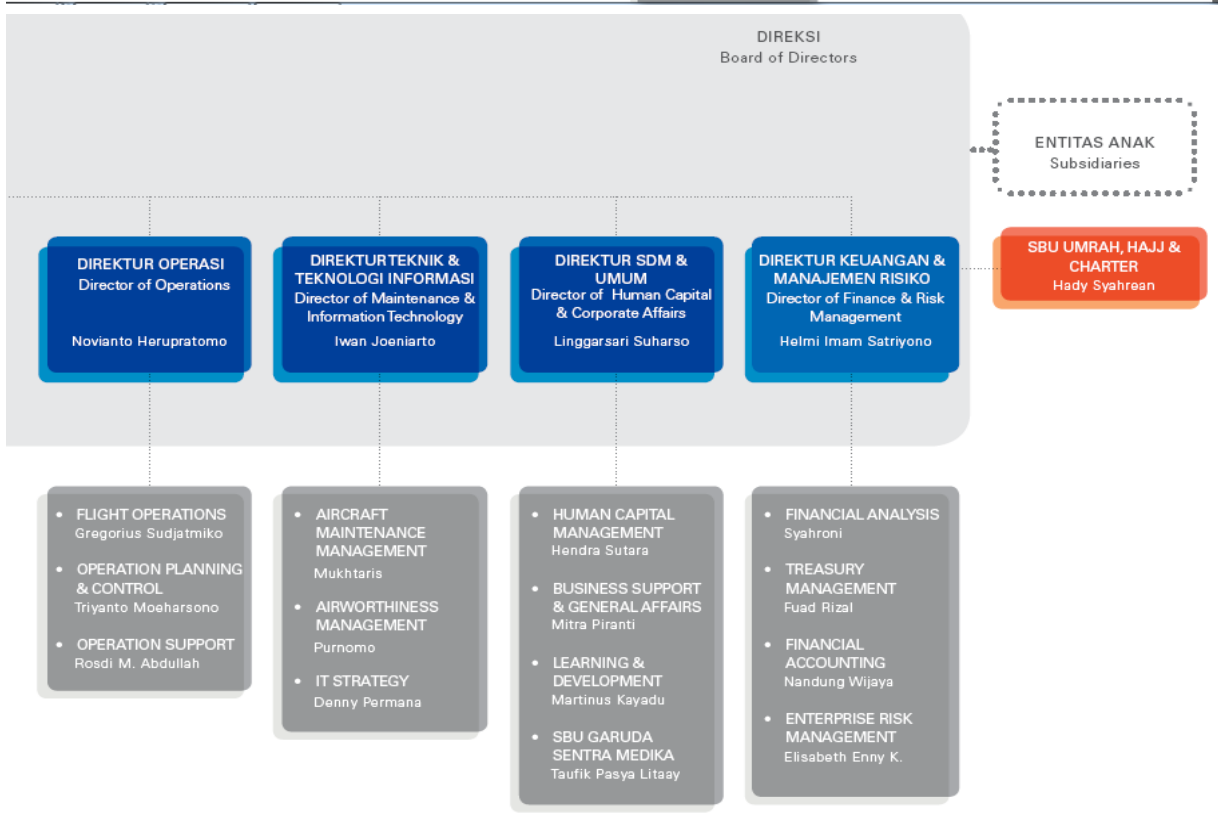 DIREKSI
Board of Directors
ENTITAS ANAK
Subsidiaries
DIREKTUR OPERASI
Director of Operations
Novianto Herupratomo
DIREKTUR TEKNIK &
TEKNOLOGI INFORMASI
Director of Maintenance &
Information Technology
Iwan Joeniarto
DIREKTUR SDM &
UMUM
Director of Human Capital
& Corporate Affairs
Linggarsari Suharso
DIREKTUR KEUANGAN &
MANAJEMEN RISIKO
Director of Finance & Risk
Management
Helmi Imam Satriyono
SBU UMRAH, HAJJ &
CHARTER
Hady Syahrean
• FLIGHT OPERATIONS
Gregorius Sudjatmiko
• OPERATION PLANNING
& CONTROL
Triyanto Moeharsono
• OPERATION SUPPORT
Rosdi M. Abdullah
• AIRCRAFT
MAINTENANCE
MANAGEMENT
Mukhtaris
• AIRWORTHINESS
MANAGEMENT
Purnomo
• IT STRATEGY
Denny Permana
• HUMAN CAPITAL
MANAGEMENT
Hendra Sutara
• BUSINESS SUPPORT
& GENERAL AFFAIRS
Mitra Piranti
• LEARNING &
DEVELOPMENT
Martinus Kayadu
• SBU GARUDA
SENTRA MEDIKA
Taufik Pasya Litaay
• FINANCIAL ANALYSIS
Syahroni
• TREASURY
MANAGEMENT
Fuad Rizal
• FINANCIAL
ACCOUNTING
Nandung Wijaya
• ENTERPRISE RISK
MANAGEMENT
Elisabeth Enny K.